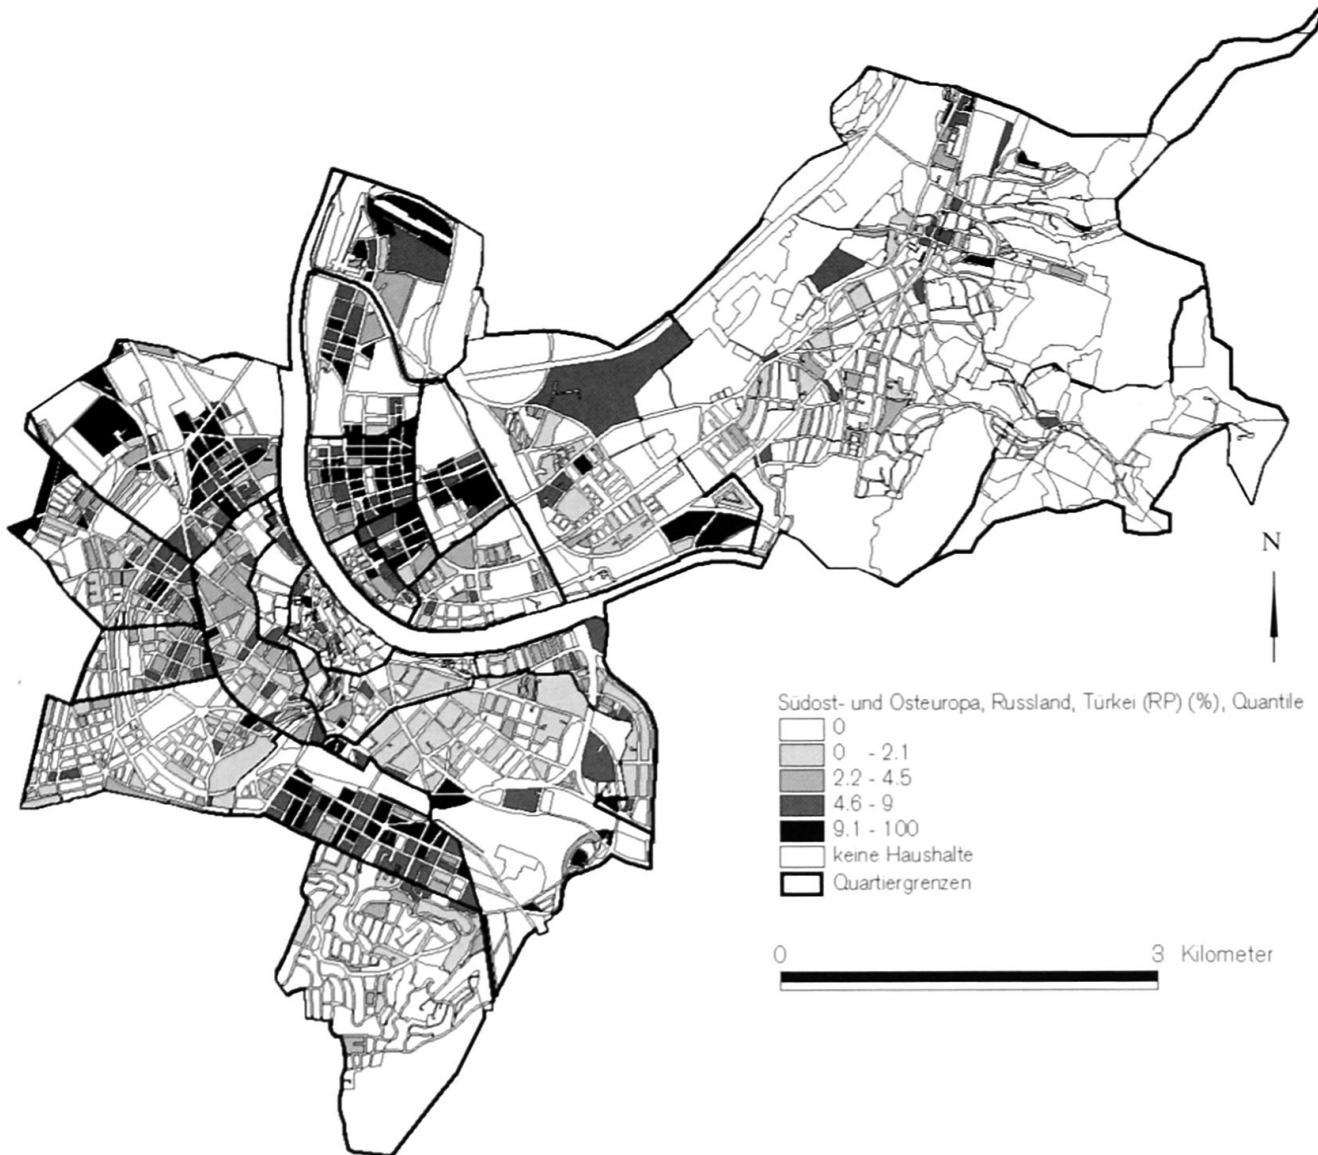 N
Südost- und Osteuropa, Russland, Türkei (RP) (%), Quantile
0
0 - 2.1
2.2 - 4.5
4.6 - 9
9.1 - 100
keine Haushalte
Quartiergrenzen
0 3 Kilometer